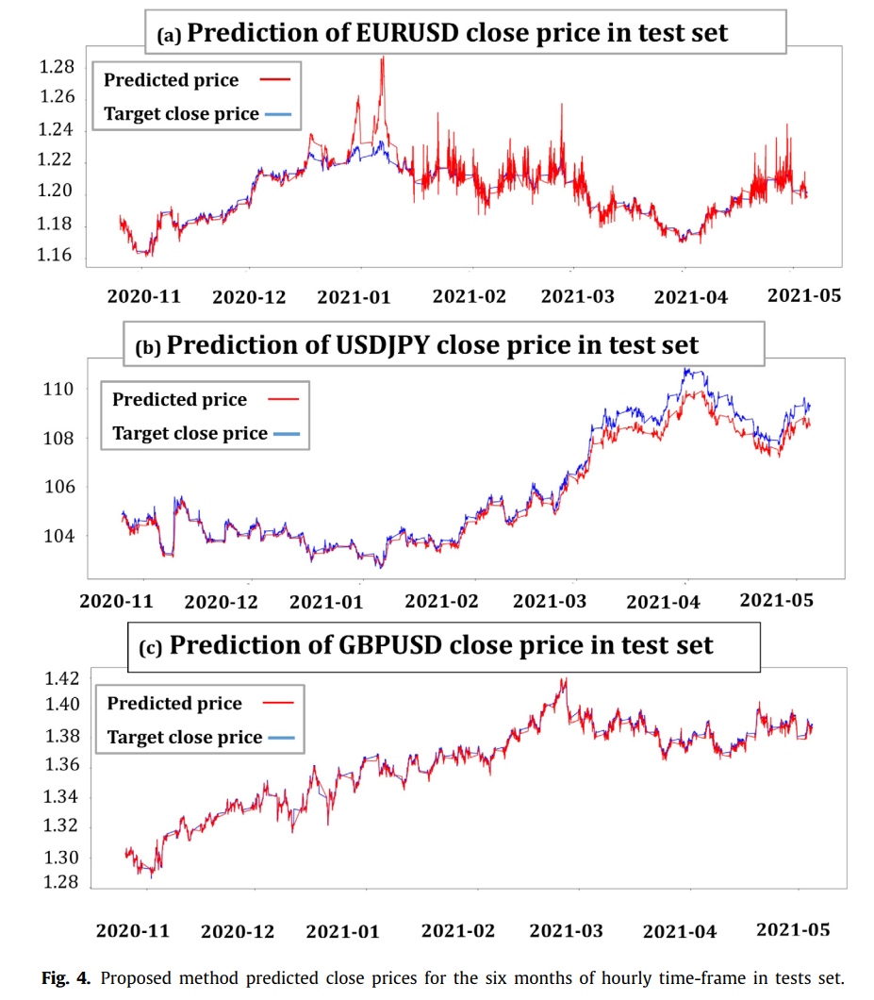 (a) Prediction of EURUSD close price in test set
1.28
1.26
1.24
1.22
1.20
1.18
1.16
Predicted price
Target close price
2020-11 2020-12 2021-01 2021-02 2021-03 2021-04 2021-05
(b) Prediction of USDJPY close price in test set
110
108
106
104
Predicted price
Target close price
2020-11 2020-12 2021-01 2021-02 2021-03 2021-04 2021-05
(c) Prediction of GBPUSD close price in test set
1.42
1.40
1.38
1.36
1.34
1.32
1.30
1.28
Predicted price
Target close price
2020-11 2020-12 2021-01 2021-02 2021-03 2021-04 2021-05
Fig. 4. Proposed method predicted close prices for the six months of hourly time-frame in tests set.